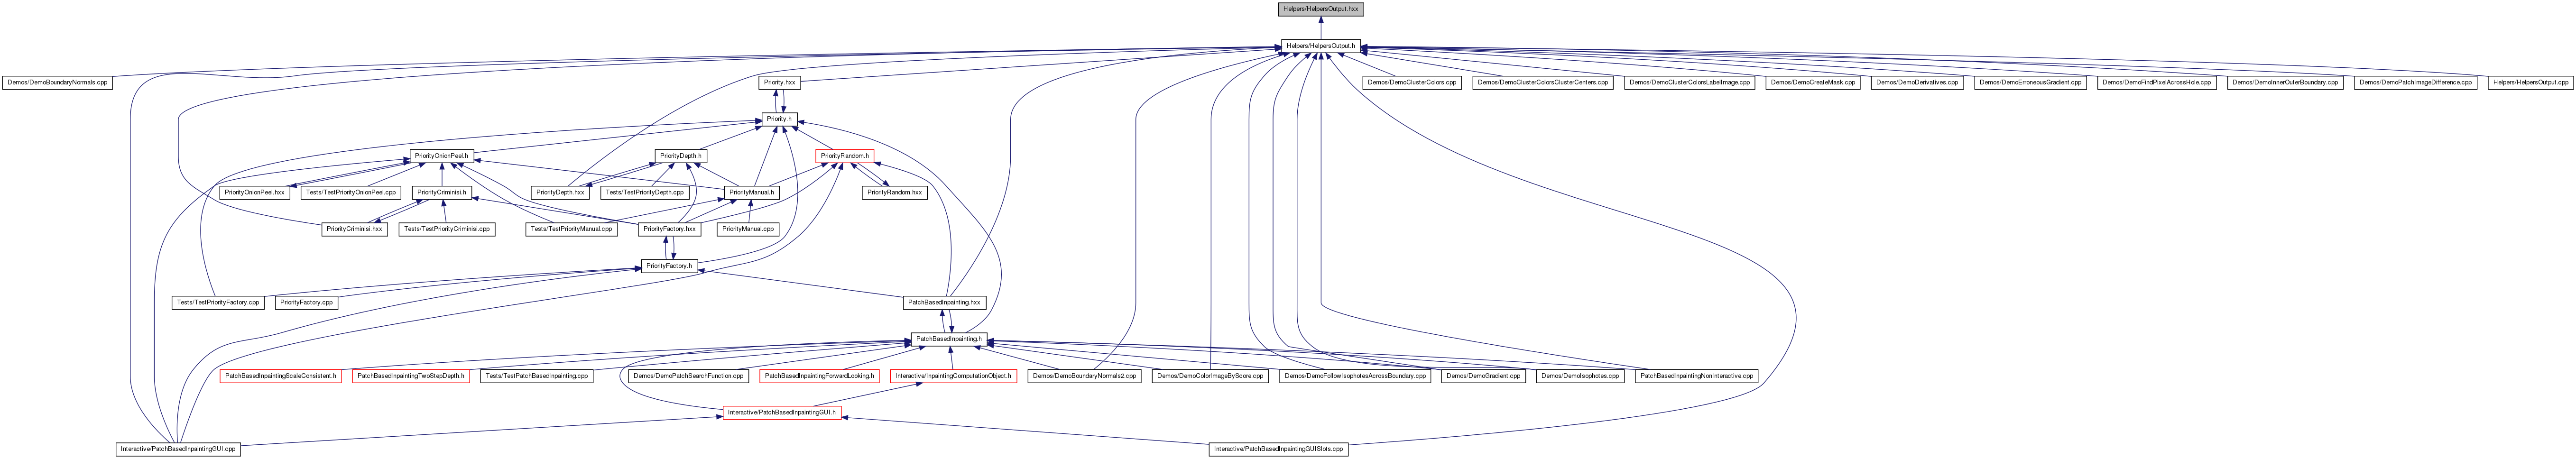 Helpers/HelpersOutput.hxx
Helpers/HelpersOutput.h
Demos/DemoBoundaryNormals.cpp
Priority.hxx
Demos/DemoClusterColors.cpp
Demos/DemoClusterColorsClusterCenters.cpp
Demos/DemoClusterColorsLabelImage.cpp
Demos/DemoCreateMask.cpp
Demos/DemoDerivatives.cpp
Demos/DemoErroneousGradient.cpp
Demos/DemoFindPixelAcrossHole.cpp
Demos/DemoInnerOuterBoundary.cpp
Demos/DemoPatchImageDifference.cpp
Helpers/HelpersOutput.cpp
Priority.h
PriorityOnionPeel.h
PriorityDepth.h
PriorityRandom.h
PriorityOnionPeel.hxx
Tests/TestPriorityOnionPeel.cpp
PriorityCriminisi.h
PriorityDepth.hxx
Tests/TestPriorityDepth.cpp
PriorityManual.h
PriorityRandom.hxx
PriorityCriminisi.hxx
Tests/TestPriorityCriminisi.cpp
Tests/TestPriorityManual.cpp
PriorityFactory.hxx
PriorityManual.cpp
PriorityFactory.h
Tests/TestPriorityFactory.cpp
PriorityFactory.cpp
PatchBasedInpainting.hxx
PatchBasedInpainting.h
PatchBasedInpaintingScaleConsistent.h
PatchBasedInpaintingTwoStepDepth.h
Tests/TestPatchBasedInpainting.cpp
Demos/DemoPatchSearchFunction.cpp
PatchBasedInpaintingForwardLooking.h
Interactive/InpaintingComputationObject.h
Demos/DemoBoundaryNormals2.cpp
Demos/DemoColorImageByScore.cpp
Demos/DemoFollowIsophotesAcrossBoundary.cpp
Demos/DemoGradient.cpp
Demos/DemoIsophotes.cpp
PatchBasedInpaintingNonInteractive.cpp
Interactive/PatchBasedInpaintingGUI.h
Interactive/PatchBasedInpaintingGUI.cpp
Interactive/PatchBasedInpaintingGUISlots.cpp